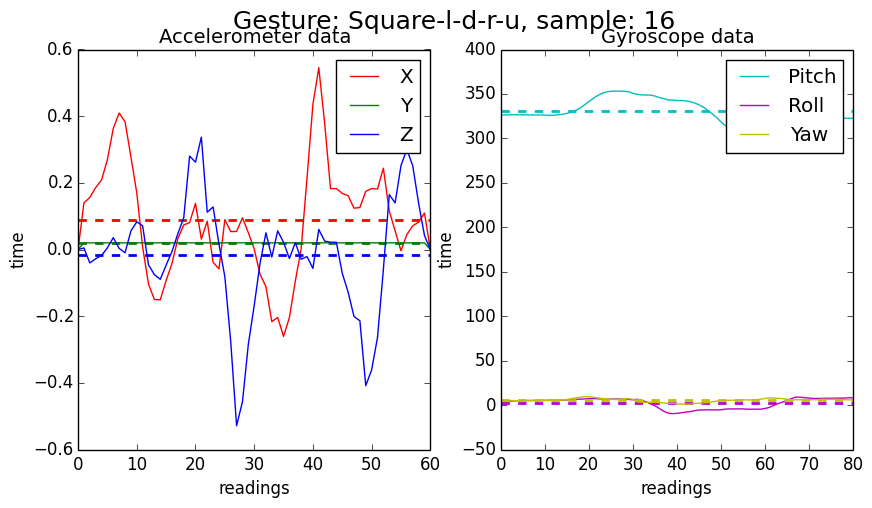 Gesture: Square-l-d-r-u, sample: 16
Accelerometer data
0.6
0.4
0.2
0.0
−0.2
−0.4
−0.6
time
0 10 20 30 40 50 60
readings
X
Y
Z
Gyroscope data
400
350
300
250
200
150
100
50
0
−50
time
0 10 20 30 40 50 60 70 80
readings
Pitch
Roll
Yaw